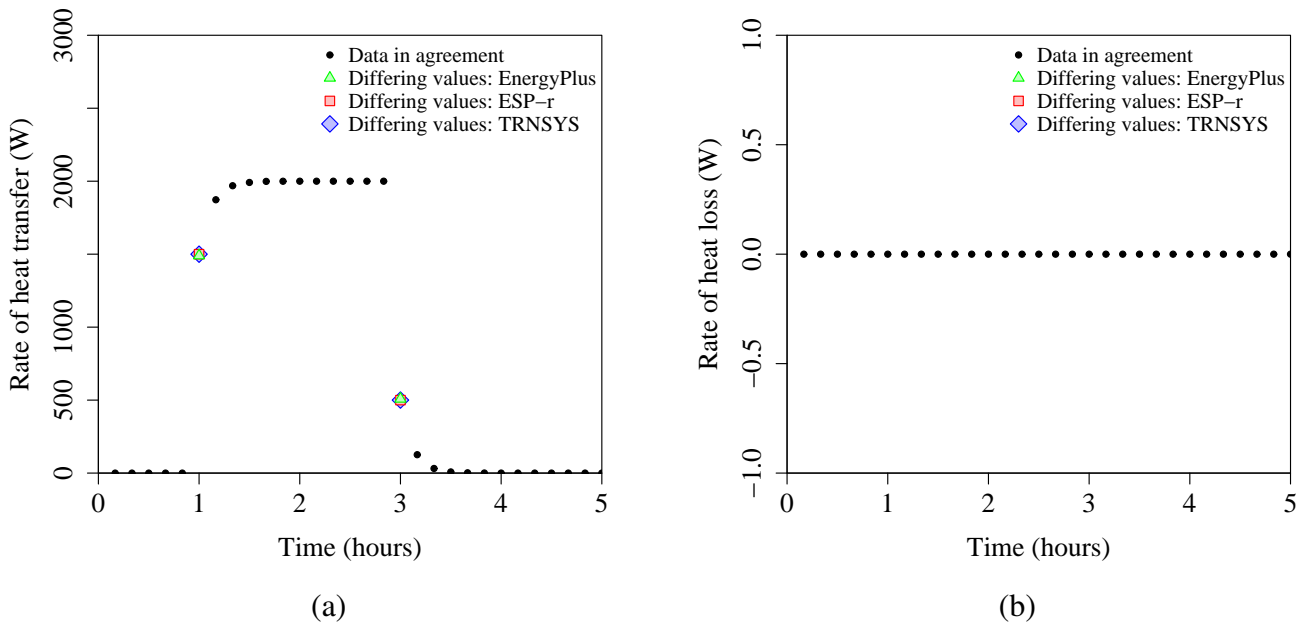 3000
2000
1000
500
0
Rate of heat transfer (W)
Data in agreement
Differing values: EnergyPlus
Differing values: ESP−r
Differing values: TRNSYS
0 1 2 3 4 5
Time (hours)
(a)
1.0
0.5
0.0
−0.5
−1.0
Rate of heat loss (W)
Data in agreement
Differing values: EnergyPlus
Differing values: ESP−r
Differing values: TRNSYS
0 1 2 3 4 5
Time (hours)
(b)